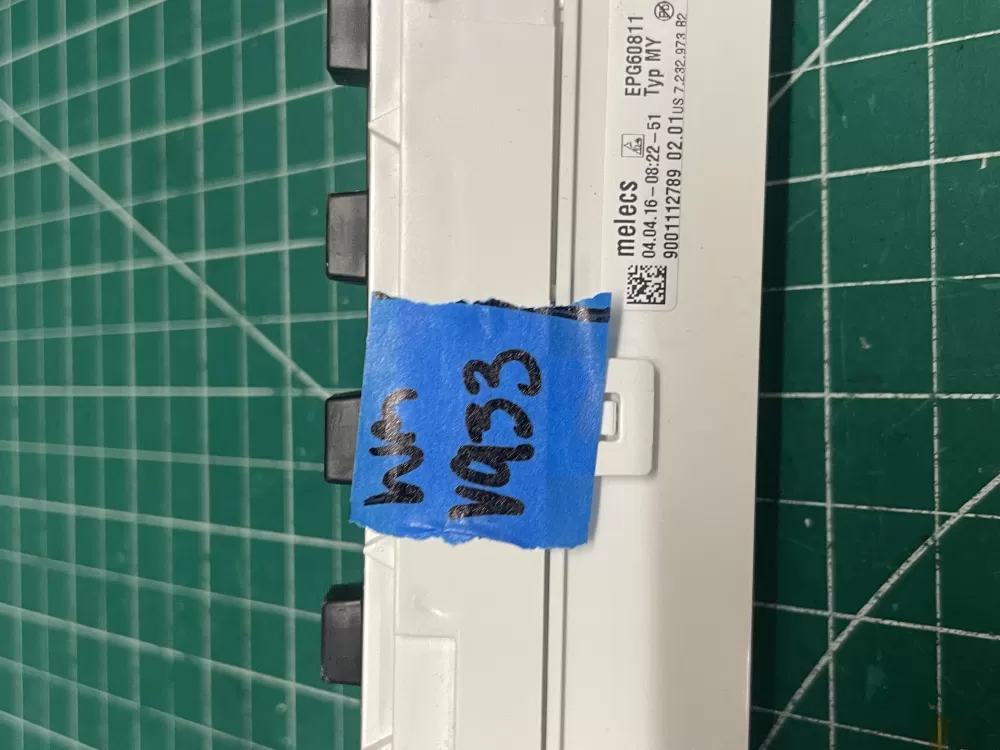 melecs EPG60811
04.04.16-08:22-51 Typ MY
9001112789 02.01 US 7.232.973 B2
Wm
V933